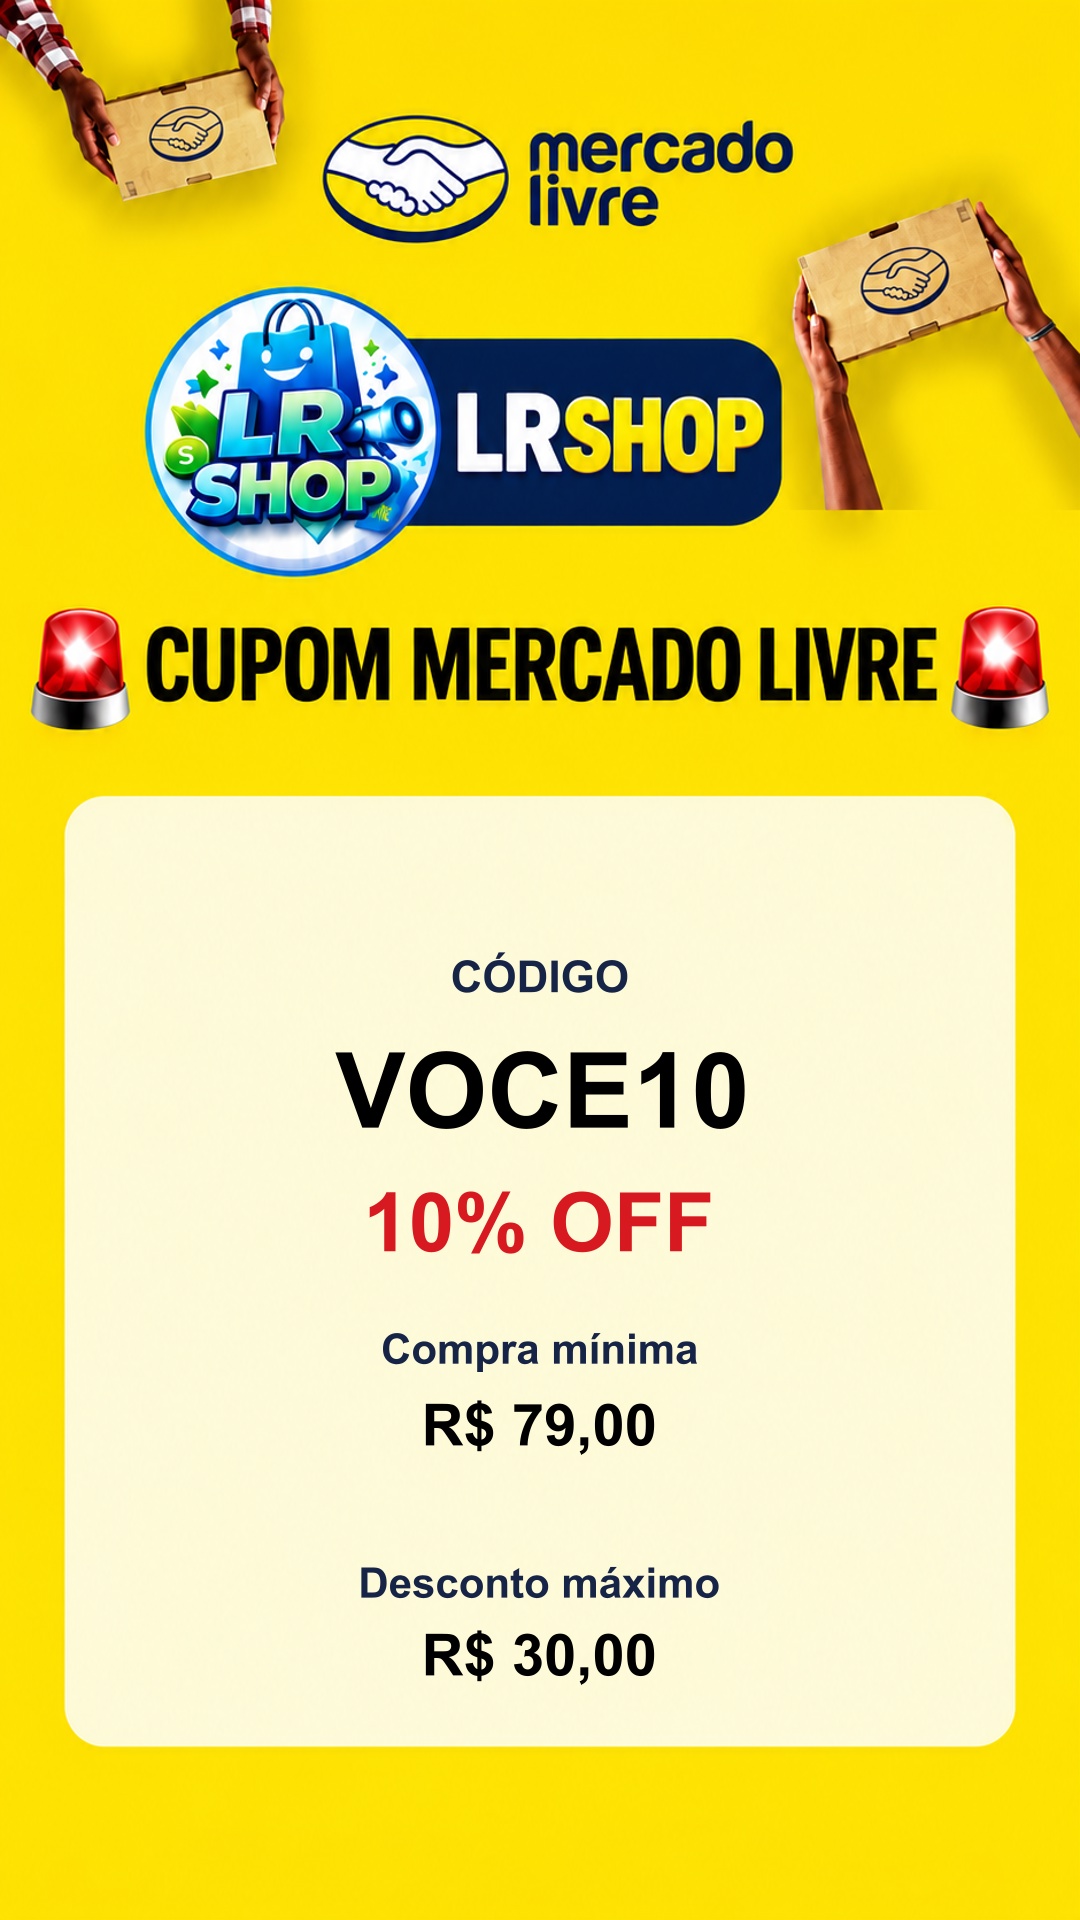 mercado
livre
LR
SHOP
S
LRSHOP
CUPOM MERCADO LIVRE
CÓDIGO
VOCE10
10% OFF
Compra mínima
R$ 79,00
Desconto máximo
R$ 30,00